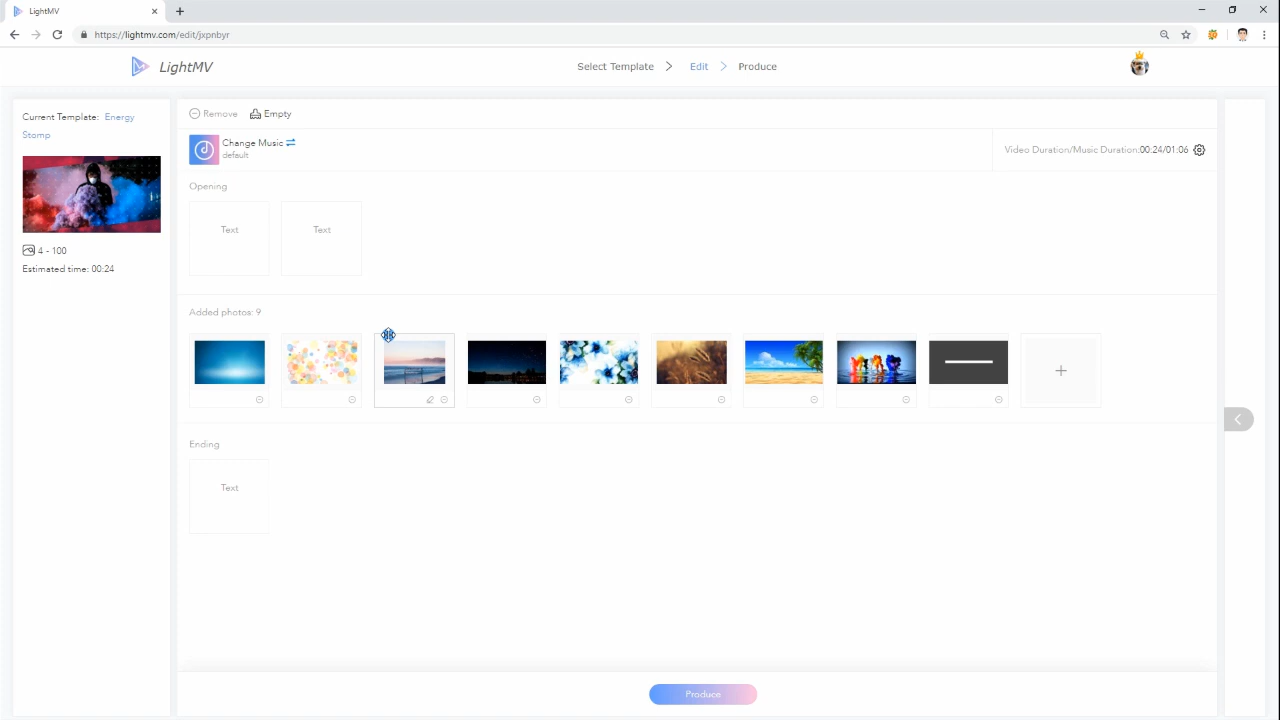 LightMV
https://lightmv.com/edit/jxpnbyr
LightMV
Select Template > Edit > Produce
Current Template: Energy
Stomp
4 - 100
Estimated time: 00:24
Remove Empty
Change Music
default
Video Duration/Music Duration:00:24/01:06
Opening
Text Text
Added photos: 9
Ending
Text
Produce